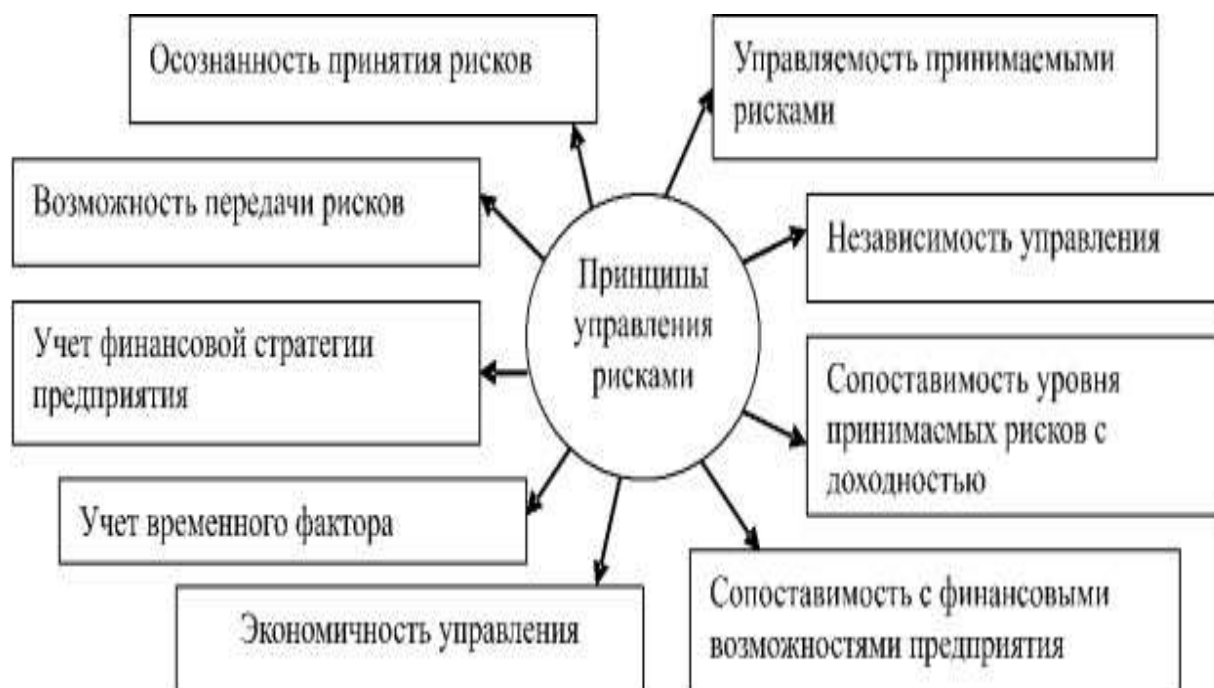 Осознанность принятия рисков
Управляемость принимаемыми
рисками
Возможность передачи рисков
Независимость управления
Принципы
управления
рисками
Учет финансовой стратегии
предприятия
Сопоставимость уровня
принимаемых рисков с
доходностью
Учет временного фактора
Сопоставимость с финансовыми
возможностями предприятия
Экономичность управления